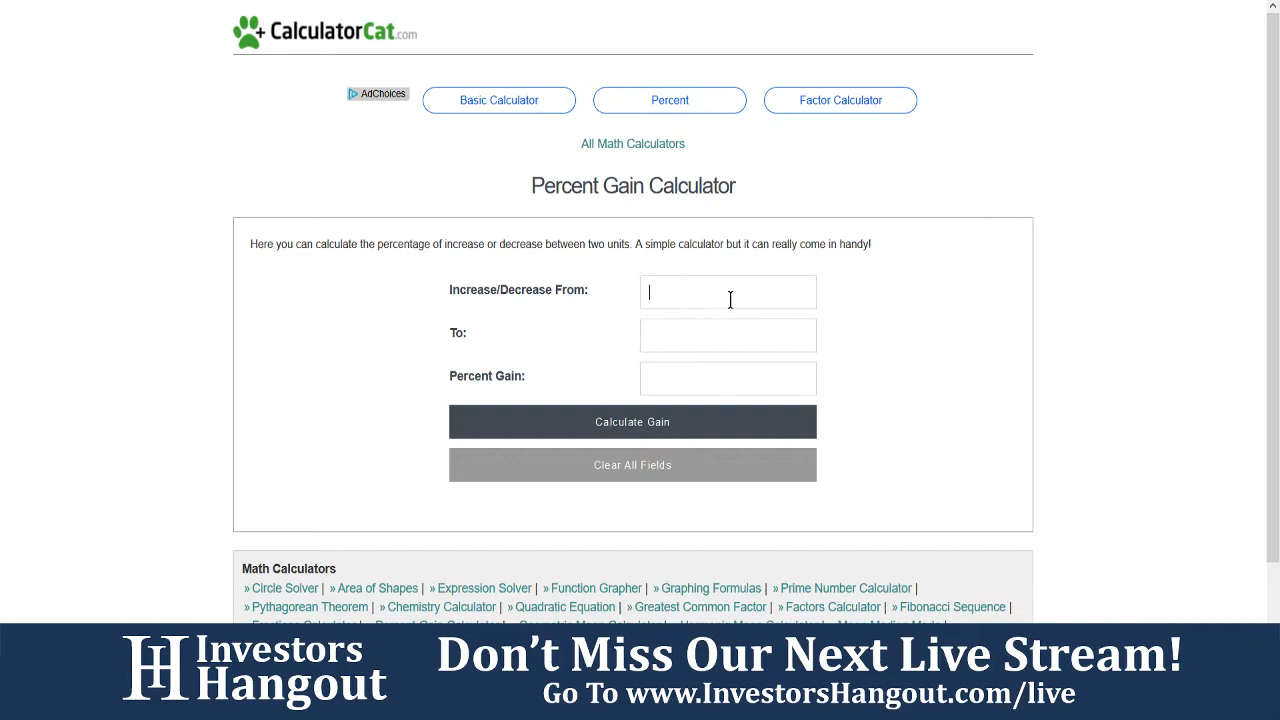 CalculatorCat.com
AdChoices
Basic Calculator
Percent
Factor Calculator
All Math Calculators
Percent Gain Calculator
Here you can calculate the percentage of increase or decrease between two units. A simple calculator but it can really come in handy!
Increase/Decrease From:
To:
Percent Gain:
Calculate Gain
Clear All Fields
Math Calculators
» Circle Solver | » Area of Shapes | » Expression Solver | » Function Grapher | » Graphing Formulas | » Prime Number Calculator |
» Pythagorean Theorem | » Chemistry Calculator | » Quadratic Equation | » Greatest Common Factor | » Factors Calculator | » Fibonacci Sequence |
Investors Hangout
Don't Miss Our Next Live Stream!
Go To www.InvestorsHangout.com/live